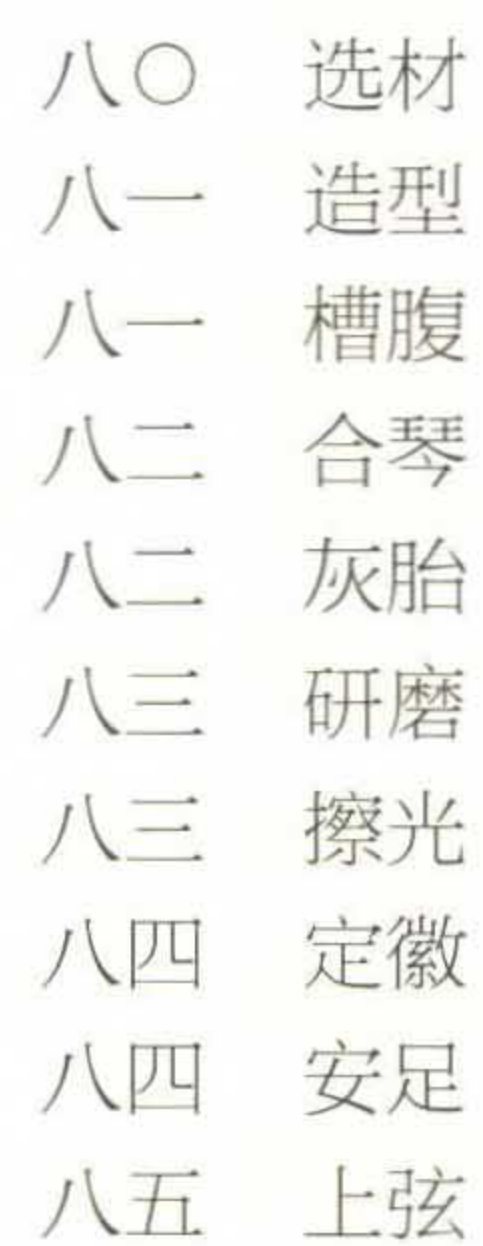 八〇 选材
八一 造型
八一 槽腹
八二 合琴
八二 灰胎
八三 研磨
八三 擦光
八四 定徽
八四 安足
八五 上弦